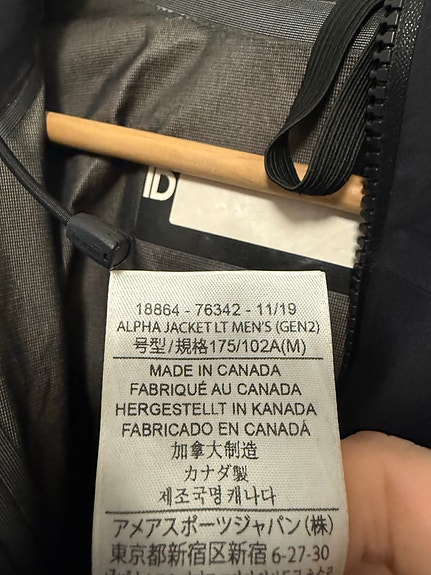 ID
18864 - 76342 - 11/19
ALPHA JACKET LT MEN'S (GEN2)
号型/規格175/102A(M)
MADE IN CANADA
FABRIQUÉ AU CANADA
HERGESTELLT IN KANADA
FABRICADO EN CANADÁ
加拿大制造
カナダ製
제조국명 캐나다
アメアスポーツジャパン(株)
東京都新宿区新宿 6-27-30